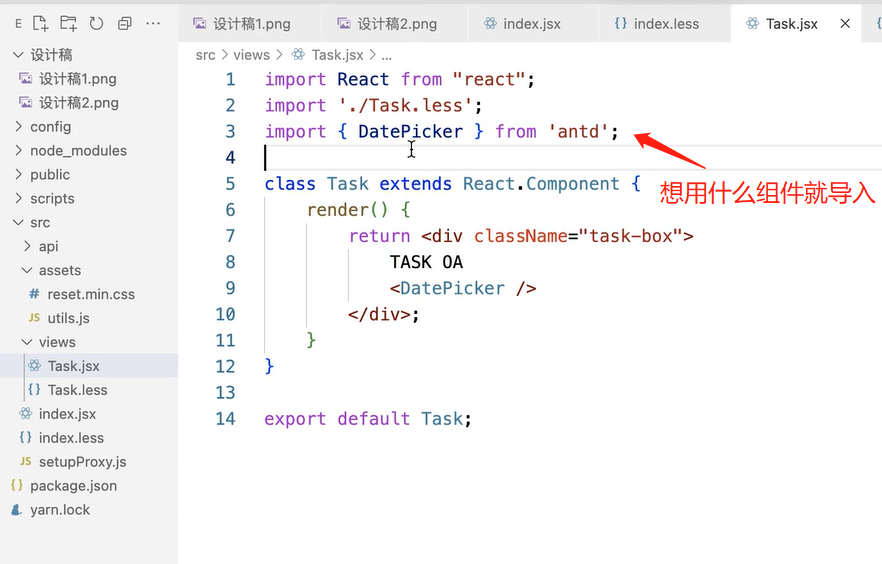 E
设计稿
设计稿1.png
设计稿2.png
config
node_modules
public
scripts
src
api
assets
# reset.min.css
JS utils.js
views
Task.jsx
{} Task.less
index.jsx
{} index.less
JS setupProxy.js
{} package.json
yarn.lock
设计稿1.png
设计稿2.png
index.jsx
{} index.less
Task.jsx
src > views > Task.jsx > ...
1 import React from "react";
2 import './Task.less';
3 import { DatePicker } from 'antd';
4
5 class Task extends React.Component {
6 render() {
7 return <div className="task-box">
8 TASK OA
9 <DatePicker />
10 </div>;
11 }
12 }
13
14 export default Task;
想用什么组件就导入